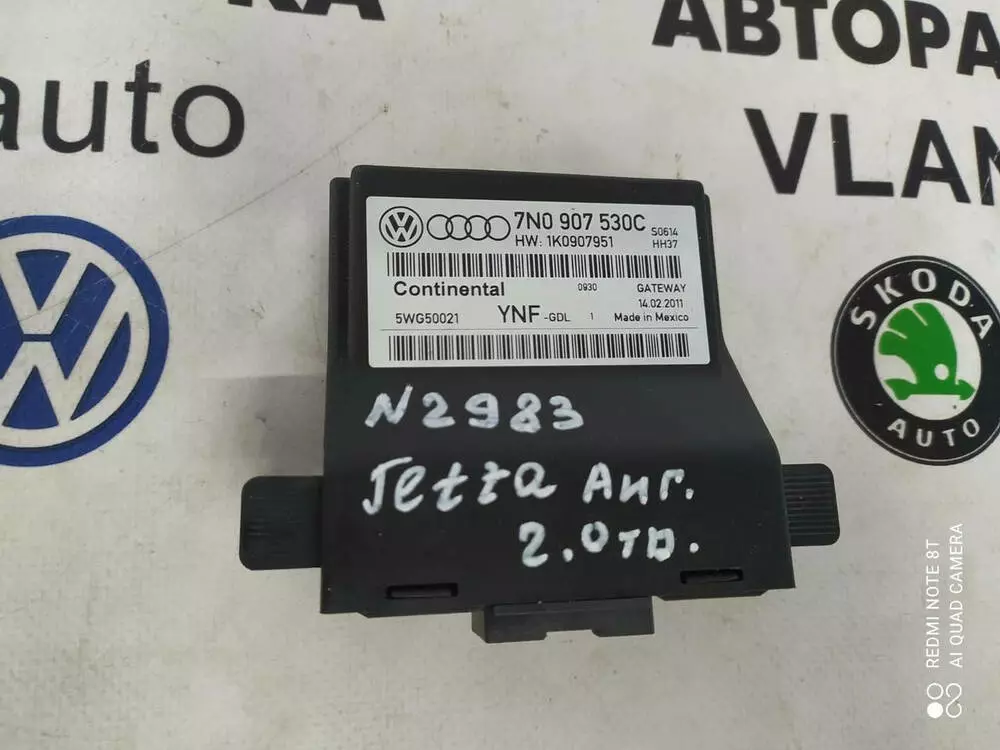 КА
АВТОРА
auto
VLAN
7N0 907 530C
S0614
HW: 1K0907951
HH37
Continental
0930
GATEWAY
14.02.2011
5WG50021
YNF-GDL
1
Made in Mexico
N2983
Jetta Анг.
2.0тд.
SKODA
AUTO
REDMI NOTE 8T
AI QUAD CAMERA